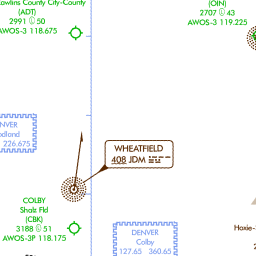 Rawlins County City-County
(ADT)
2991 50
AWOS-3 118.675
(OIN)
2707 43
AWOS-3 119.225
226.675
WHEATFIELD
408 JDM
COLBY
Shalz Fld
(CBK)
3188 51
AWOS-3P 118.175
DENVER
Colby
127.65 360.65
Hoxie-